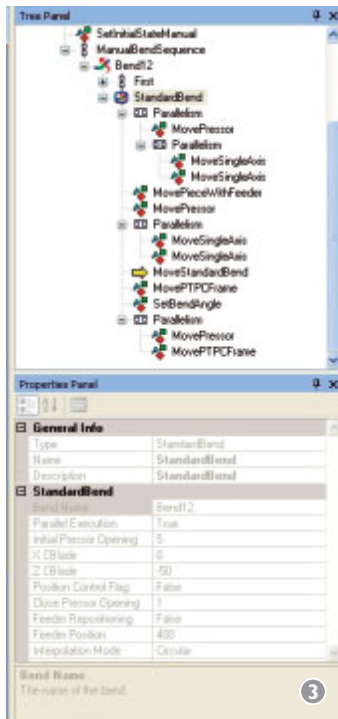 Tree Panel
SetInitialStateManual
ManualBendSequence
Bend12
First
StandardBend
Parallelism
MovePressor
Parallelism
MoveSingleAxis
MoveSingleAxis
MovePieceWithFeeder
MovePressor
Parallelism
MoveSingleAxis
MoveSingleAxis
MoveStandardBend
MovePTPCFrame
SetBendAngle
Parallelism
MovePressor
MovePTPCFrame
Properties Panel
General Info
Type StandardBend
Name StandardBend
Description StandardBend
StandardBend
Bend Name Bend12
Parallel Execution True
Initial Pressor Opening 5
X CBlade 0
Z CBlade -50
Position Control Flag False
Close Pressor Opening 1
Feeder Repositioning False
Feeder Position 400
Interpolation Mode Circular
Bend Name
The name of the bend.
3